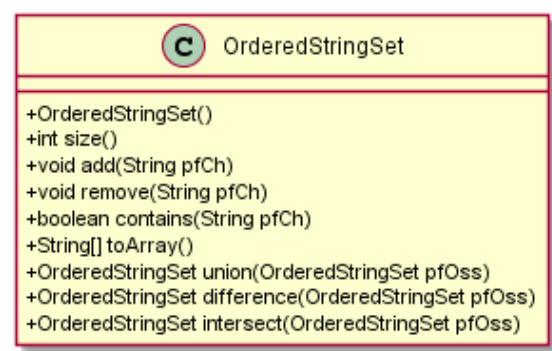 C OrderedStringSet
+OrderedStringSet()
+int size()
+void add(String pfCh)
+void remove(String pfCh)
+boolean contains(String pfCh)
+String[] toArray()
+OrderedStringSet union(OrderedStringSet pfOss)
+OrderedStringSet difference(OrderedStringSet pfOss)
+OrderedStringSet intersect(OrderedStringSet pfOss)